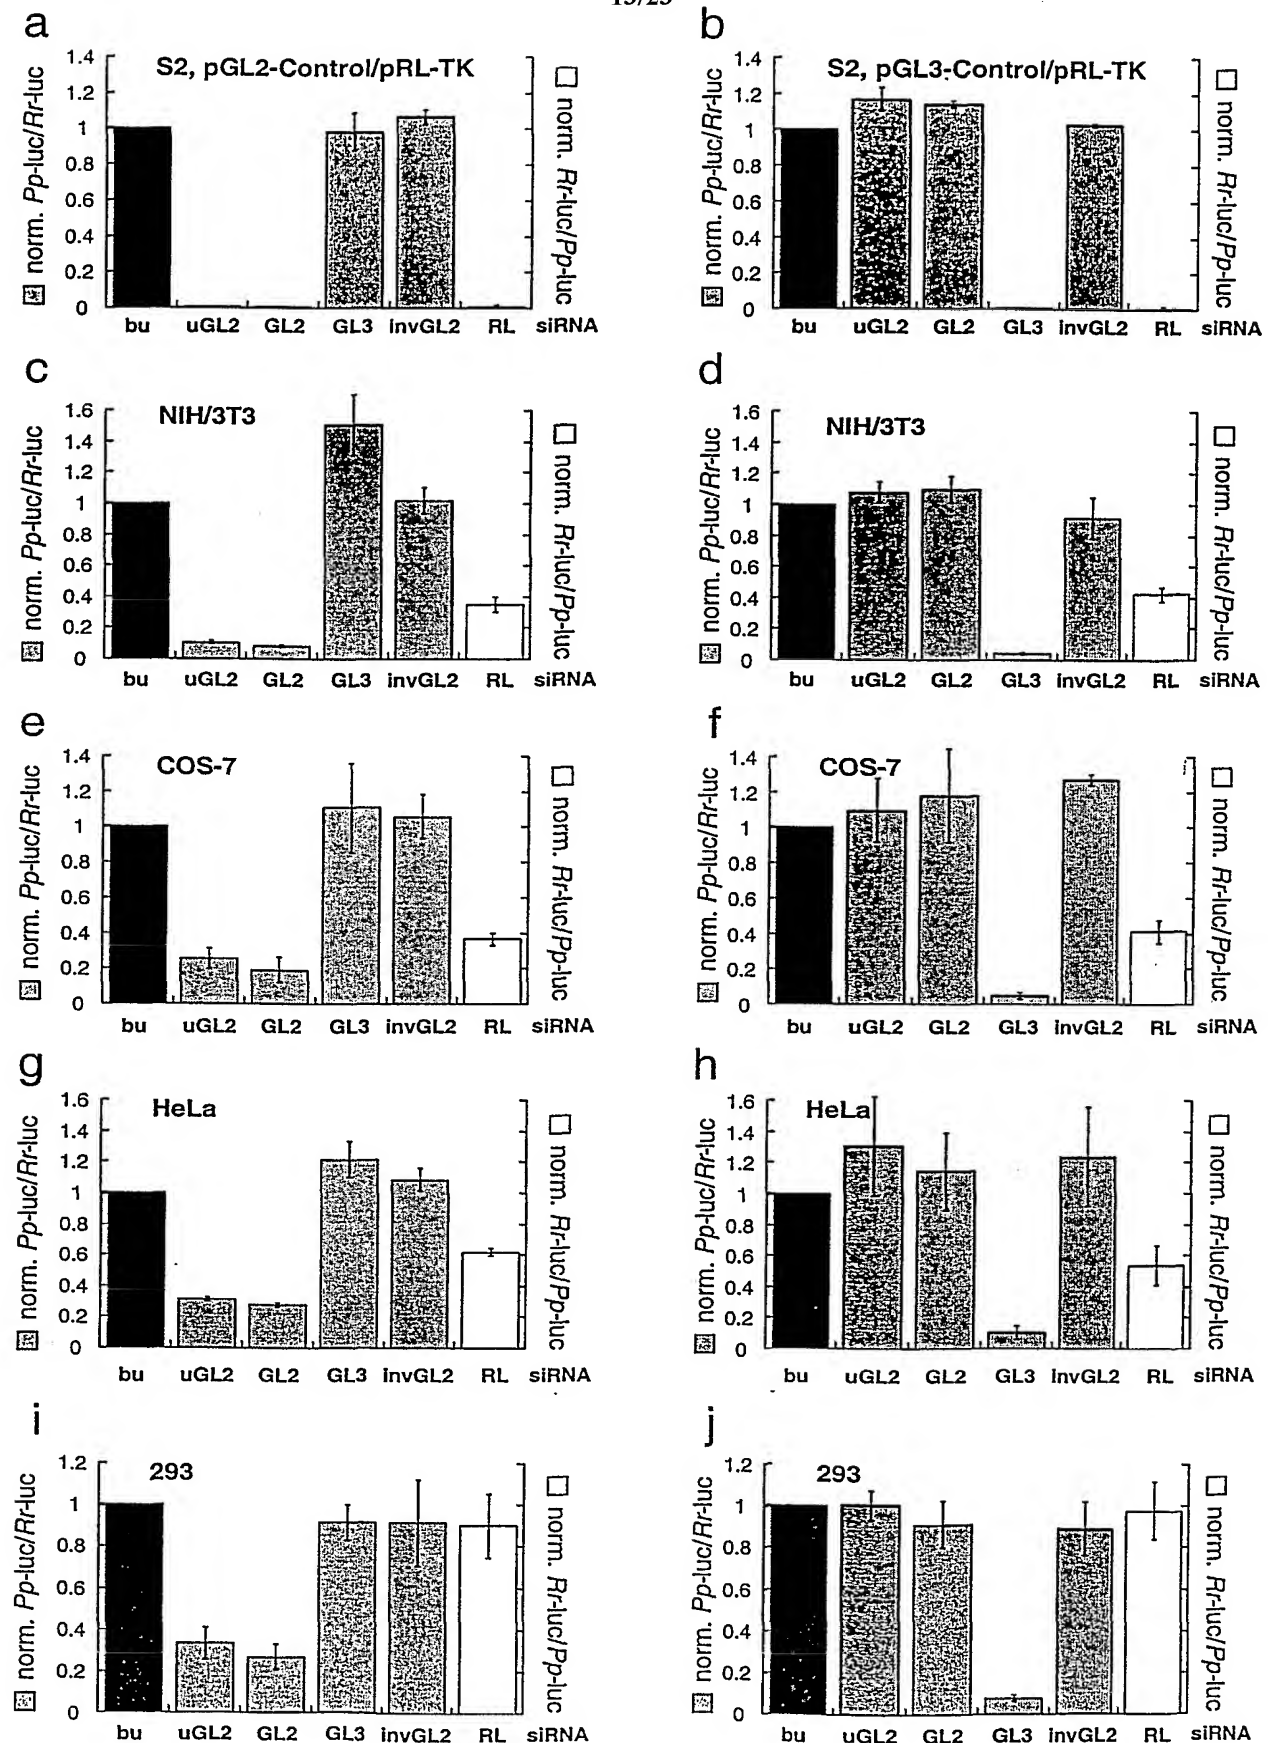 13/23
a
S2, pGL2-Control/pRL-TK
norm. Pp-luc/Rr-luc
1.4
1.2
1
0.8
0.6
0.4
0.2
0
bu uGL2 GL2 GL3 invGL2 RL siRNA
norm. Rr-luc/Pp-luc
b
S2, pGL3-Control/pRL-TK
norm. Pp-luc/Rr-luc
1.4
1.2
1
0.8
0.6
0.4
0.2
0
bu uGL2 GL2 GL3 invGL2 RL siRNA
norm. Rr-luc/Pp-luc
c
NIH/3T3
norm. Pp-luc/Rr-luc
1.6
1.4
1.2
1
0.8
0.6
0.4
0.2
0
bu uGL2 GL2 GL3 invGL2 RL siRNA
norm. Rr-luc/Pp-luc
d
NIH/3T3
norm. Pp-luc/Rr-luc
1.6
1.4
1.2
1
0.8
0.6
0.4
0.2
0
bu uGL2 GL2 GL3 invGL2 RL siRNA
norm. Rr-luc/Pp-luc
e
COS-7
norm. Pp-luc/Rr-luc
1.4
1.2
1
0.8
0.6
0.4
0.2
0
bu uGL2 GL2 GL3 invGL2 RL siRNA
norm. Rr-luc/Pp-luc
f
COS-7
norm. Pp-luc/Rr-luc
1.4
1.2
1
0.8
0.6
0.4
0.2
0
bu uGL2 GL2 GL3 invGL2 RL siRNA
norm. Rr-luc/Pp-luc
g
HeLa
norm. Pp-luc/Rr-luc
1.6
1.4
1.2
1
0.8
0.6
0.4
0.2
0
bu uGL2 GL2 GL3 invGL2 RL siRNA
norm. Rr-luc/Pp-luc
h
HeLa
norm. Pp-luc/Rr-luc
1.6
1.4
1.2
1
0.8
0.6
0.4
0.2
0
bu uGL2 GL2 GL3 invGL2 RL siRNA
norm. Rr-luc/Pp-luc
i
293
norm. Pp-luc/Rr-luc
1.2
1
0.8
0.6
0.4
0.2
0
bu uGL2 GL2 GL3 invGL2 RL siRNA
norm. Rr-luc/Pp-luc
j
293
norm. Pp-luc/Rr-luc
1.2
1
0.8
0.6
0.4
0.2
0
bu uGL2 GL2 GL3 invGL2 RL siRNA
norm. Rr-luc/Pp-luc